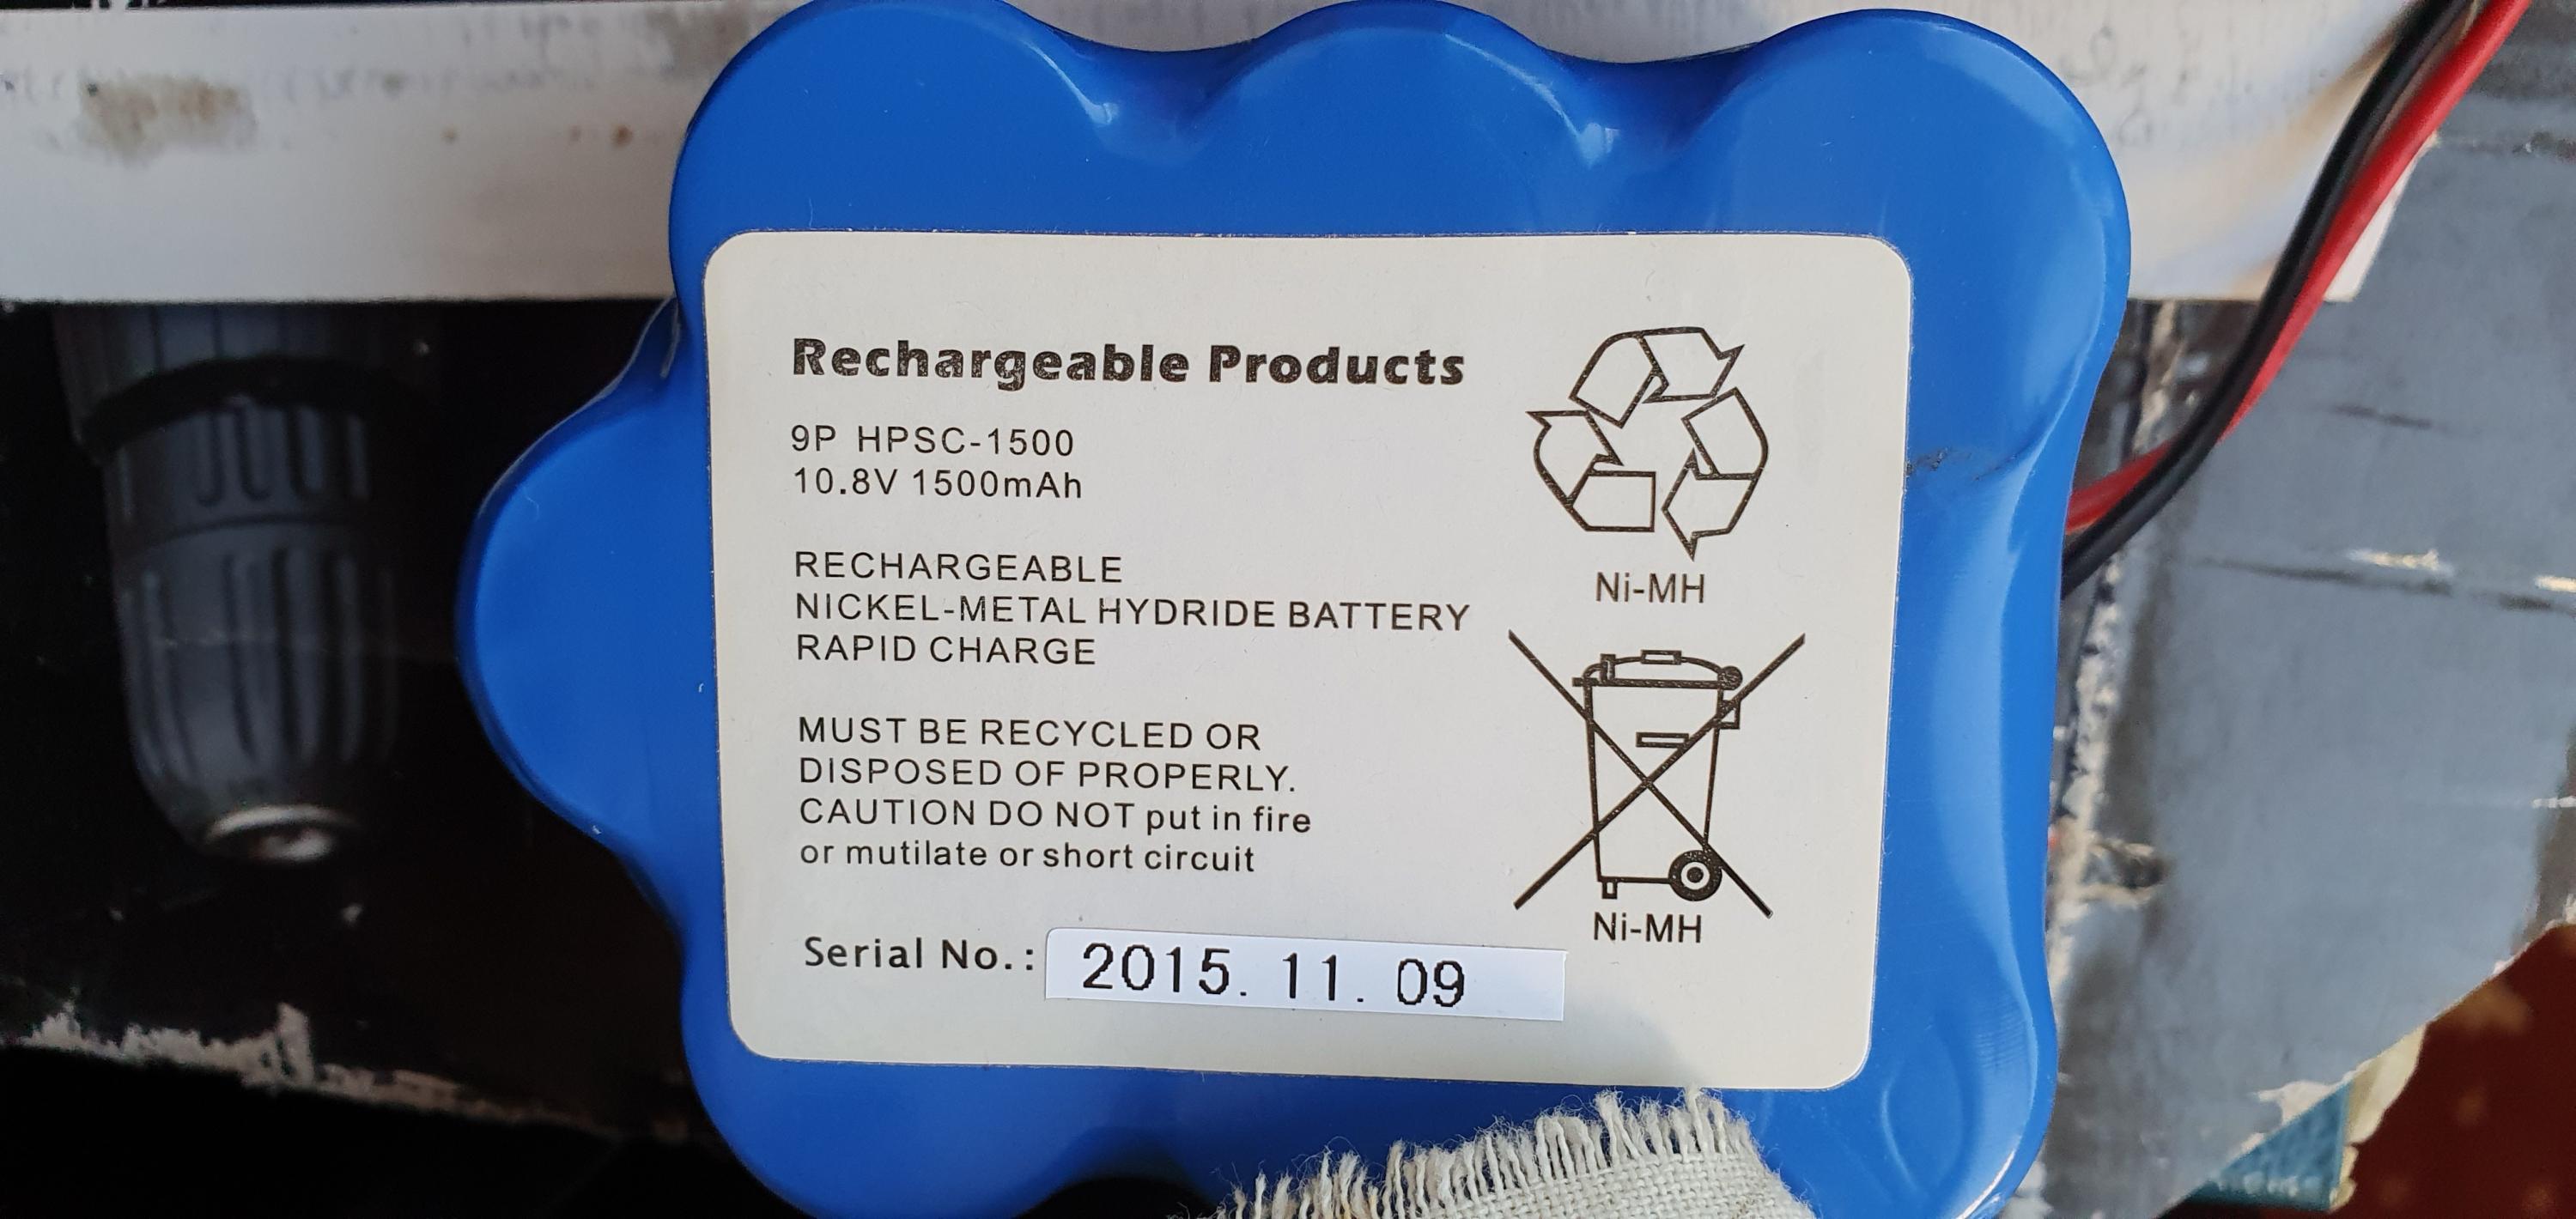 Rechargeable Products
9P HPSC-1500
10.8V 1500mAh
RECHARGEABLE
NICKEL-METAL HYDRIDE BATTERY
RAPID CHARGE
MUST BE RECYCLED OR
DISPOSED OF PROPERLY.
CAUTION DO NOT put in fire
or mutilate or short circuit
Serial No.: 2015. 11. 09
Ni-MH
Ni-MH